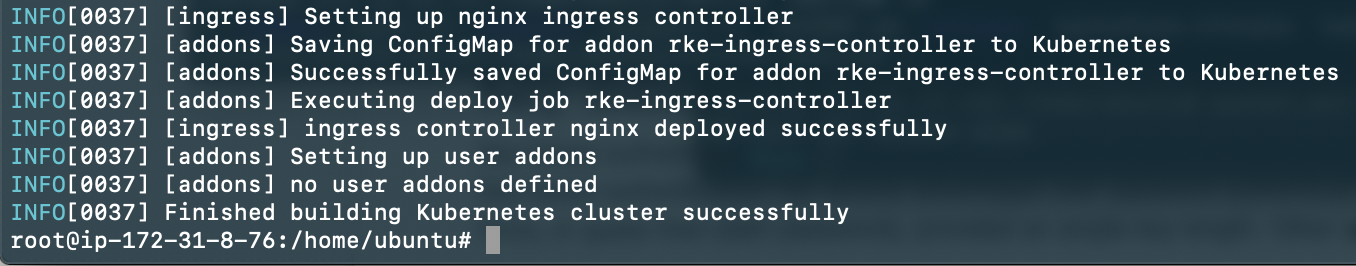 INFO[0037] [ingress] Setting up nginx ingress controller
INFO[0037] [addons] Saving ConfigMap for addon rke-ingress-controller to Kubernetes
INFO[0037] [addons] Successfully saved ConfigMap for addon rke-ingress-controller to Kubernetes
INFO[0037] [addons] Executing deploy job rke-ingress-controller
INFO[0037] [ingress] ingress controller nginx deployed successfully
INFO[0037] [addons] Setting up user addons
INFO[0037] [addons] no user addons defined
INFO[0037] Finished building Kubernetes cluster successfully
root@ip-172-31-8-76:/home/ubuntu#